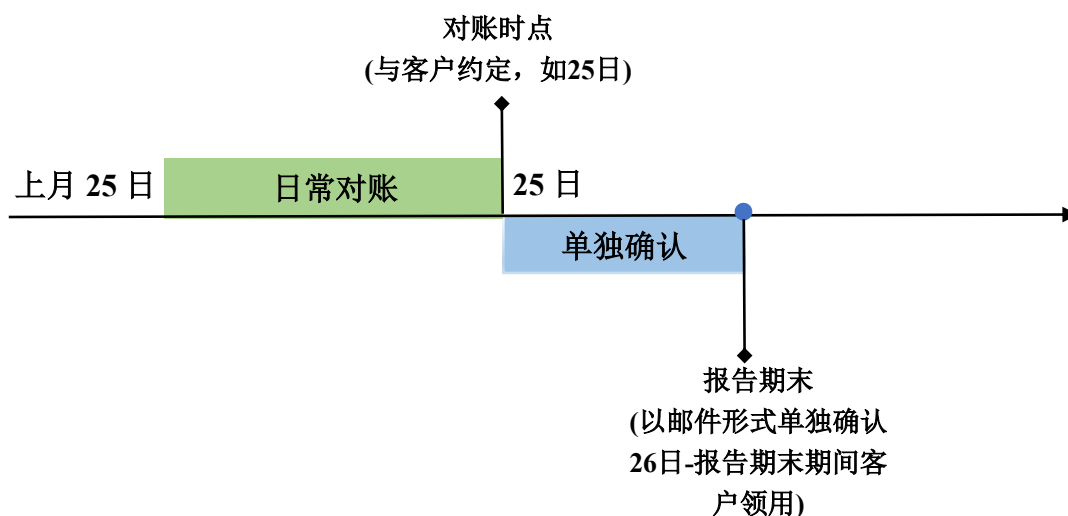 对账时点
(与客户约定，如25日)
上月 25 日
日常对账
25 日
单独确认
报告期末
(以邮件形式单独确认
26日-报告期末期间客
户领用)